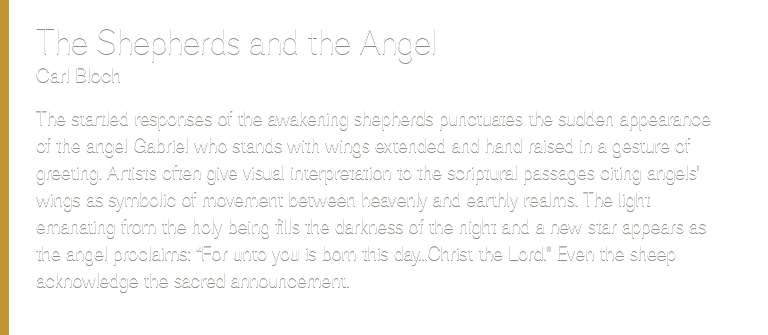 The Shepherds and the Angel
Carl Bloch
The startled responses of the awakening shepherds punctuates the sudden appearance
of the angel Gabriel who stands with wings extended and hand raised in a gesture of
greeting. Artists often give visual interpretation to the scriptural passages citing angels'
wings as symbolic of movement between heavenly and earthly realms. The light
emanating from the holy being fills the darkness of the night and a new star appears as
the angel proclaims: “For unto you is born this day...Christ the Lord.” Even the sheep
acknowledge the sacred announcement.